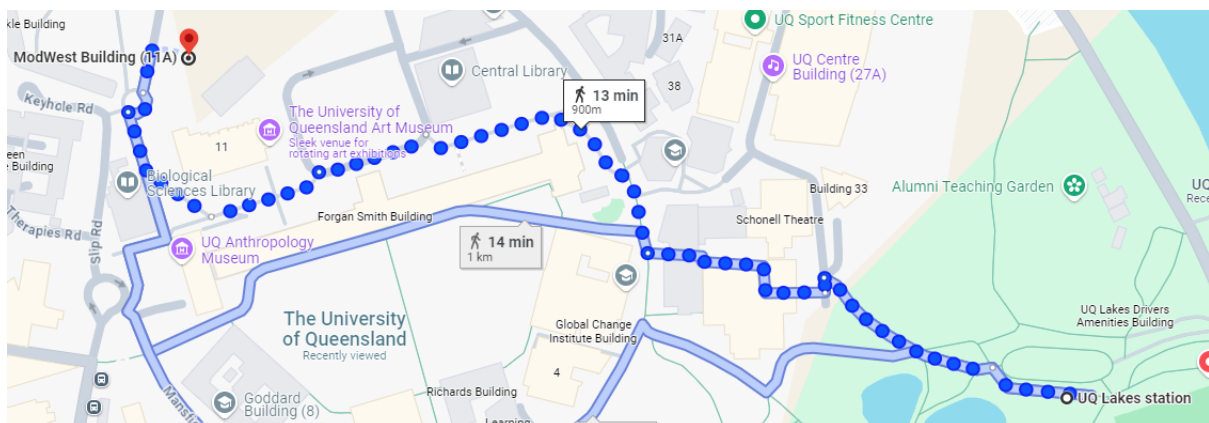 kle Building
ModWest Building (11A)
Keyhole Rd
een
e Building
Therapies Rd
Slip Rd
11
Biological
Sciences Library
UQ Anthropology
Museum
The University of
Queensland Art Museum
Sleek venue for
rotating art exhibitions
Central Library
Forgan Smith Building
31A
38
13 min
900m
14 min
1 km
UQ Sport Fitness Centre
UQ Centre
Building (27A)
Building 33
Schonell Theatre
Alumni Teaching Garden
UQ
Rece
The University
of Queensland
Recently viewed
Global Change
Institute Building
4
Richards Building
Learning
Goddard
Building (8)
Mansfi
UQ Lakes Drivers
Amenities Building
UQ Lakes station